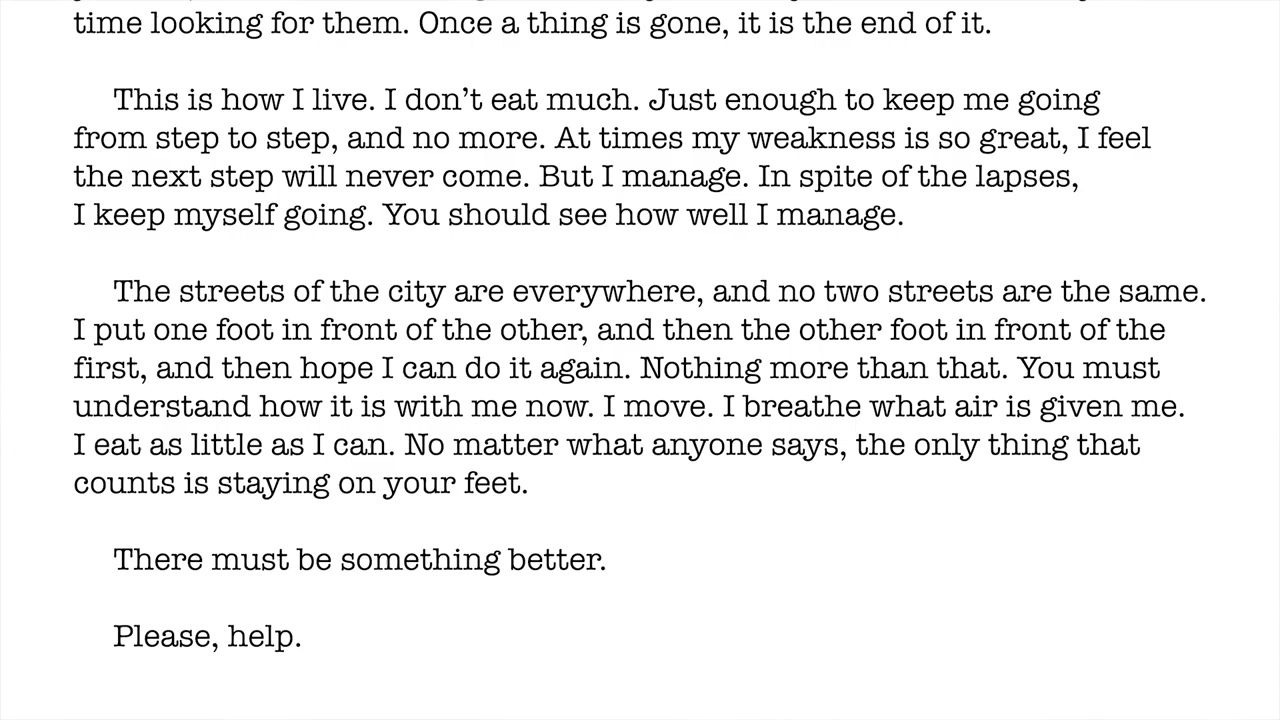 time looking for them. Once a thing is gone, it is the end of it.
This is how I live. I don’t eat much. Just enough to keep me going
from step to step, and no more. At times my weakness is so great, I feel
the next step will never come. But I manage. In spite of the lapses,
I keep myself going. You should see how well I manage.
The streets of the city are everywhere, and no two streets are the same.
I put one foot in front of the other, and then the other foot in front of the
first, and then hope I can do it again. Nothing more than that. You must
understand how it is with me now. I move. I breathe what air is given me.
I eat as little as I can. No matter what anyone says, the only thing that
counts is staying on your feet.
There must be something better.
Please, help.